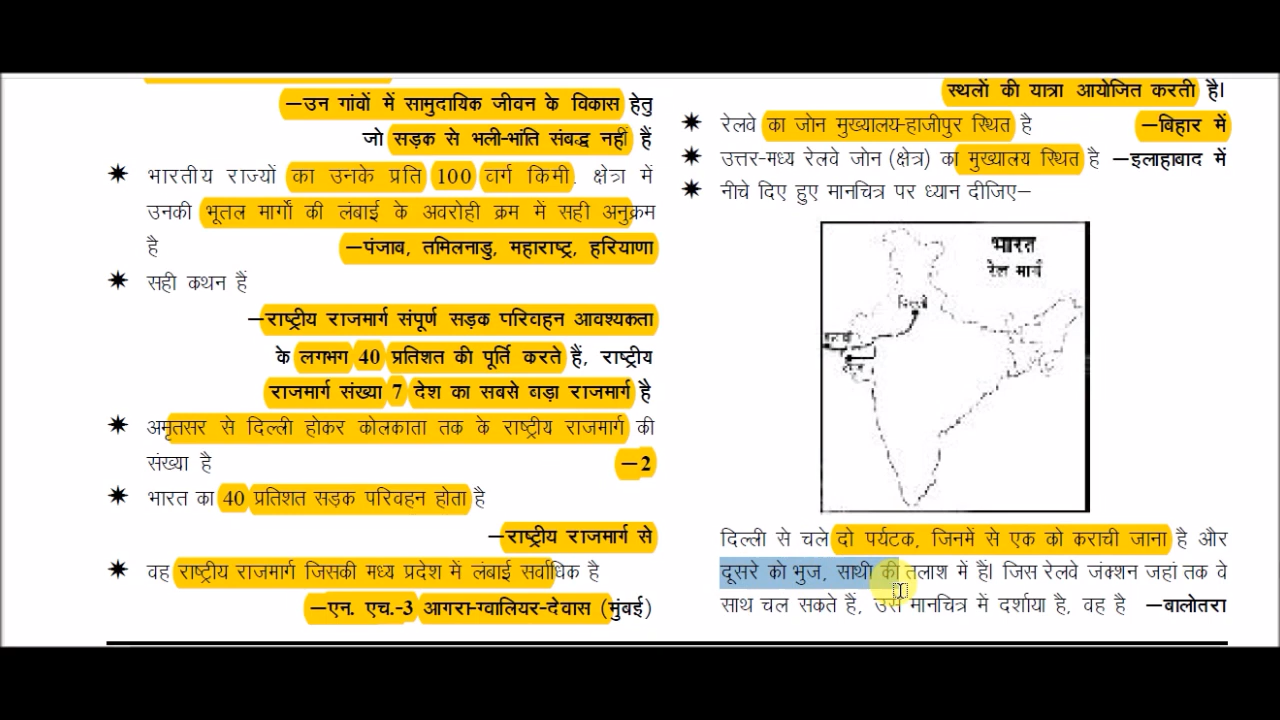 –उन गांवों में सामुदायिक जीवन के विकास हेतु
जो सड़क से भली-भांति संबद्ध नहीं हैं
✷ भारतीय राज्यों का उनके प्रति 100 वर्ग किमी. क्षेत्र में
उनकी भूतल मार्गों की लंबाई के अवरोही क्रम में सही अनुक्रम
है –पंजाब, तमिलनाडु, महाराष्ट्र, हरियाणा
✷ सही कथन हैं
–राष्ट्रीय राजमार्ग संपूर्ण सड़क परिवहन आवश्यकता
के लगभग 40 प्रतिशत की पूर्ति करते हैं, राष्ट्रीय
राजमार्ग संख्या 7 देश का सबसे बड़ा राजमार्ग है
✷ अमृतसर से दिल्ली होकर कोलकाता तक के राष्ट्रीय राजमार्ग की
संख्या है –2
✷ भारत का 40 प्रतिशत सड़क परिवहन होता है
–राष्ट्रीय राजमार्ग से
✷ वह राष्ट्रीय राजमार्ग जिसकी मध्य प्रदेश में लंबाई सर्वाधिक है
–एन. एच.-3 आगरा-ग्वालियर-देवास (मुंबई)
स्थलों की यात्रा आयोजित करती है।
✷ रेलवे का जोन मुख्यालय-हाजीपुर स्थित है –बिहार में
✷ उत्तर-मध्य रेलवे जोन (क्षेत्र) का मुख्यालय स्थित है –इलाहाबाद में
✷ नीचे दिए हुए मानचित्र पर ध्यान दीजिए–
भारत
रेल मार्ग
दिल्ली
दिल्ली से चले दो पर्यटक, जिनमें से एक को कराची जाना है और
दूसरे को भुज, साथी की तलाश में हैं। जिस रेलवे जंक्शन जहां तक वे
साथ चल सकते हैं, उसे मानचित्र में दर्शाया है, वह है –बालोतरा